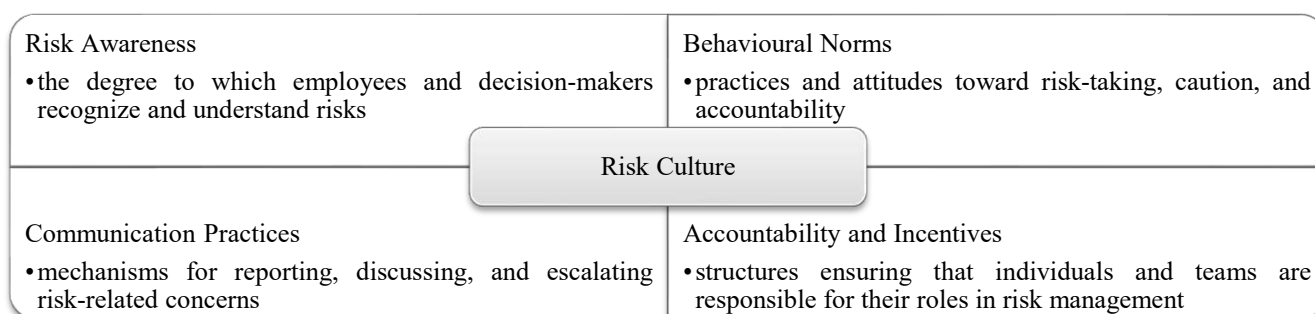 Risk Awareness
•the degree to which employees and decision-makers
recognize and understand risks
Behavioural Norms
•practices and attitudes toward risk-taking, caution, and
accountability
Risk Culture
Communication Practices
•mechanisms for reporting, discussing, and escalating
risk-related concerns
Accountability and Incentives
•structures ensuring that individuals and teams are
responsible for their roles in risk management